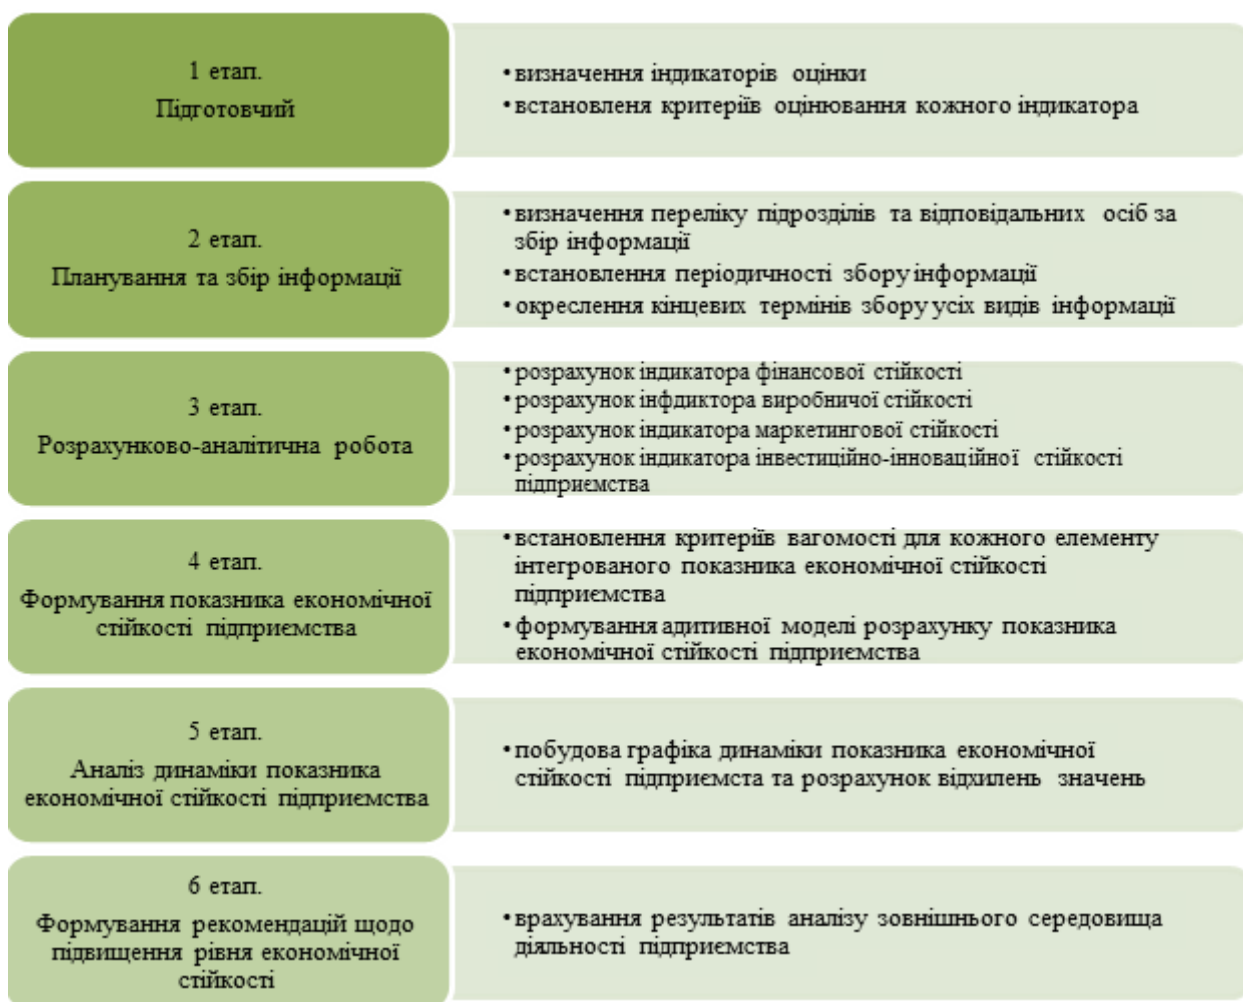 1 етап.
Підготовчий
•визначення індикаторів оцінки
•встановленя критеріїв оцінювання кожного індикатора
2 етап.
Планування та збір інформації
•визначення переліку підрозділів та відповідальних осіб за
збір інформації
•встановлення періодичності збору інформації
•окреслення кінцевих термінів збору усіх видів інформації
3 етап.
Розрахунково-аналітична робота
•розрахунок індикатора фінансової стійкості
•розрахунок інфдиктора виробничої стійкості
•розрахунок індикатора маркетингової стійкості
•розрахунок індикатора інвестиційно-інноваційної стійкості
підприємства
4 етап.
Формування показника економічної
стійкості підприємства
•встановлення критеріїв вагомості для кожного елементу
інтегрованого показника економічної стійкості
підприємства
•формування адитивної моделі розрахунку показника
економічної стійкості підприємства
5 етап.
Аналіз динаміки показника
економічної стійкості підприємства
•побудова графіка динаміки показника економічної
стійкості підприємста та розрахунок відхилень значень
6 етап.
Формування рекомендацій щодо
підвищення рівня економічної
стійкості
•врахування результатів аналізу зовнішнього середовища
діяльності підприємства